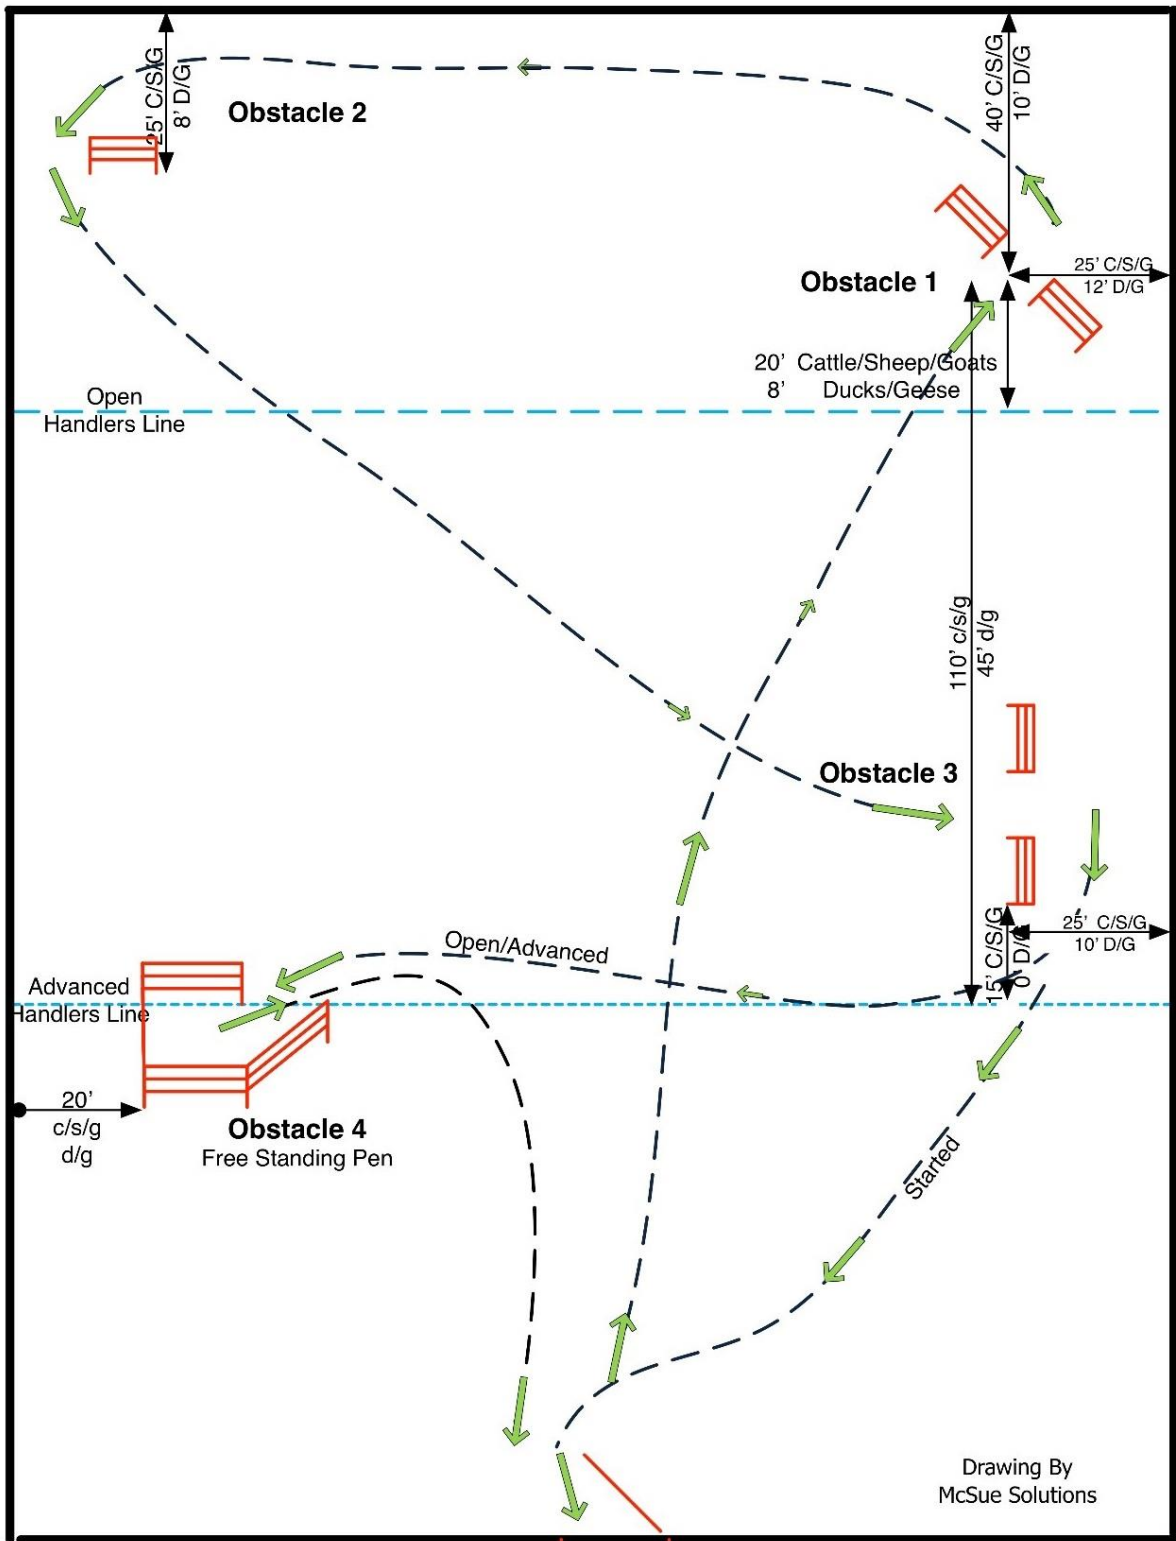 25' C/S/G
8' D/G
Obstacle 2
40' C/S/G
10' D/G
Obstacle 1
25' C/S/G
12' D/G
20' Cattle/Sheep/Goats
8' Ducks/Geese
Open
Handlers Line
110' c/s/g
45' d/g
Obstacle 3
15' C/S/G
0' D/G
25' C/S/G
10' D/G
Open/Advanced
Advanced
Handlers Line
20'
c/s/g
d/g
Obstacle 4
Free Standing Pen
Started
Drawing By
McSue Solutions